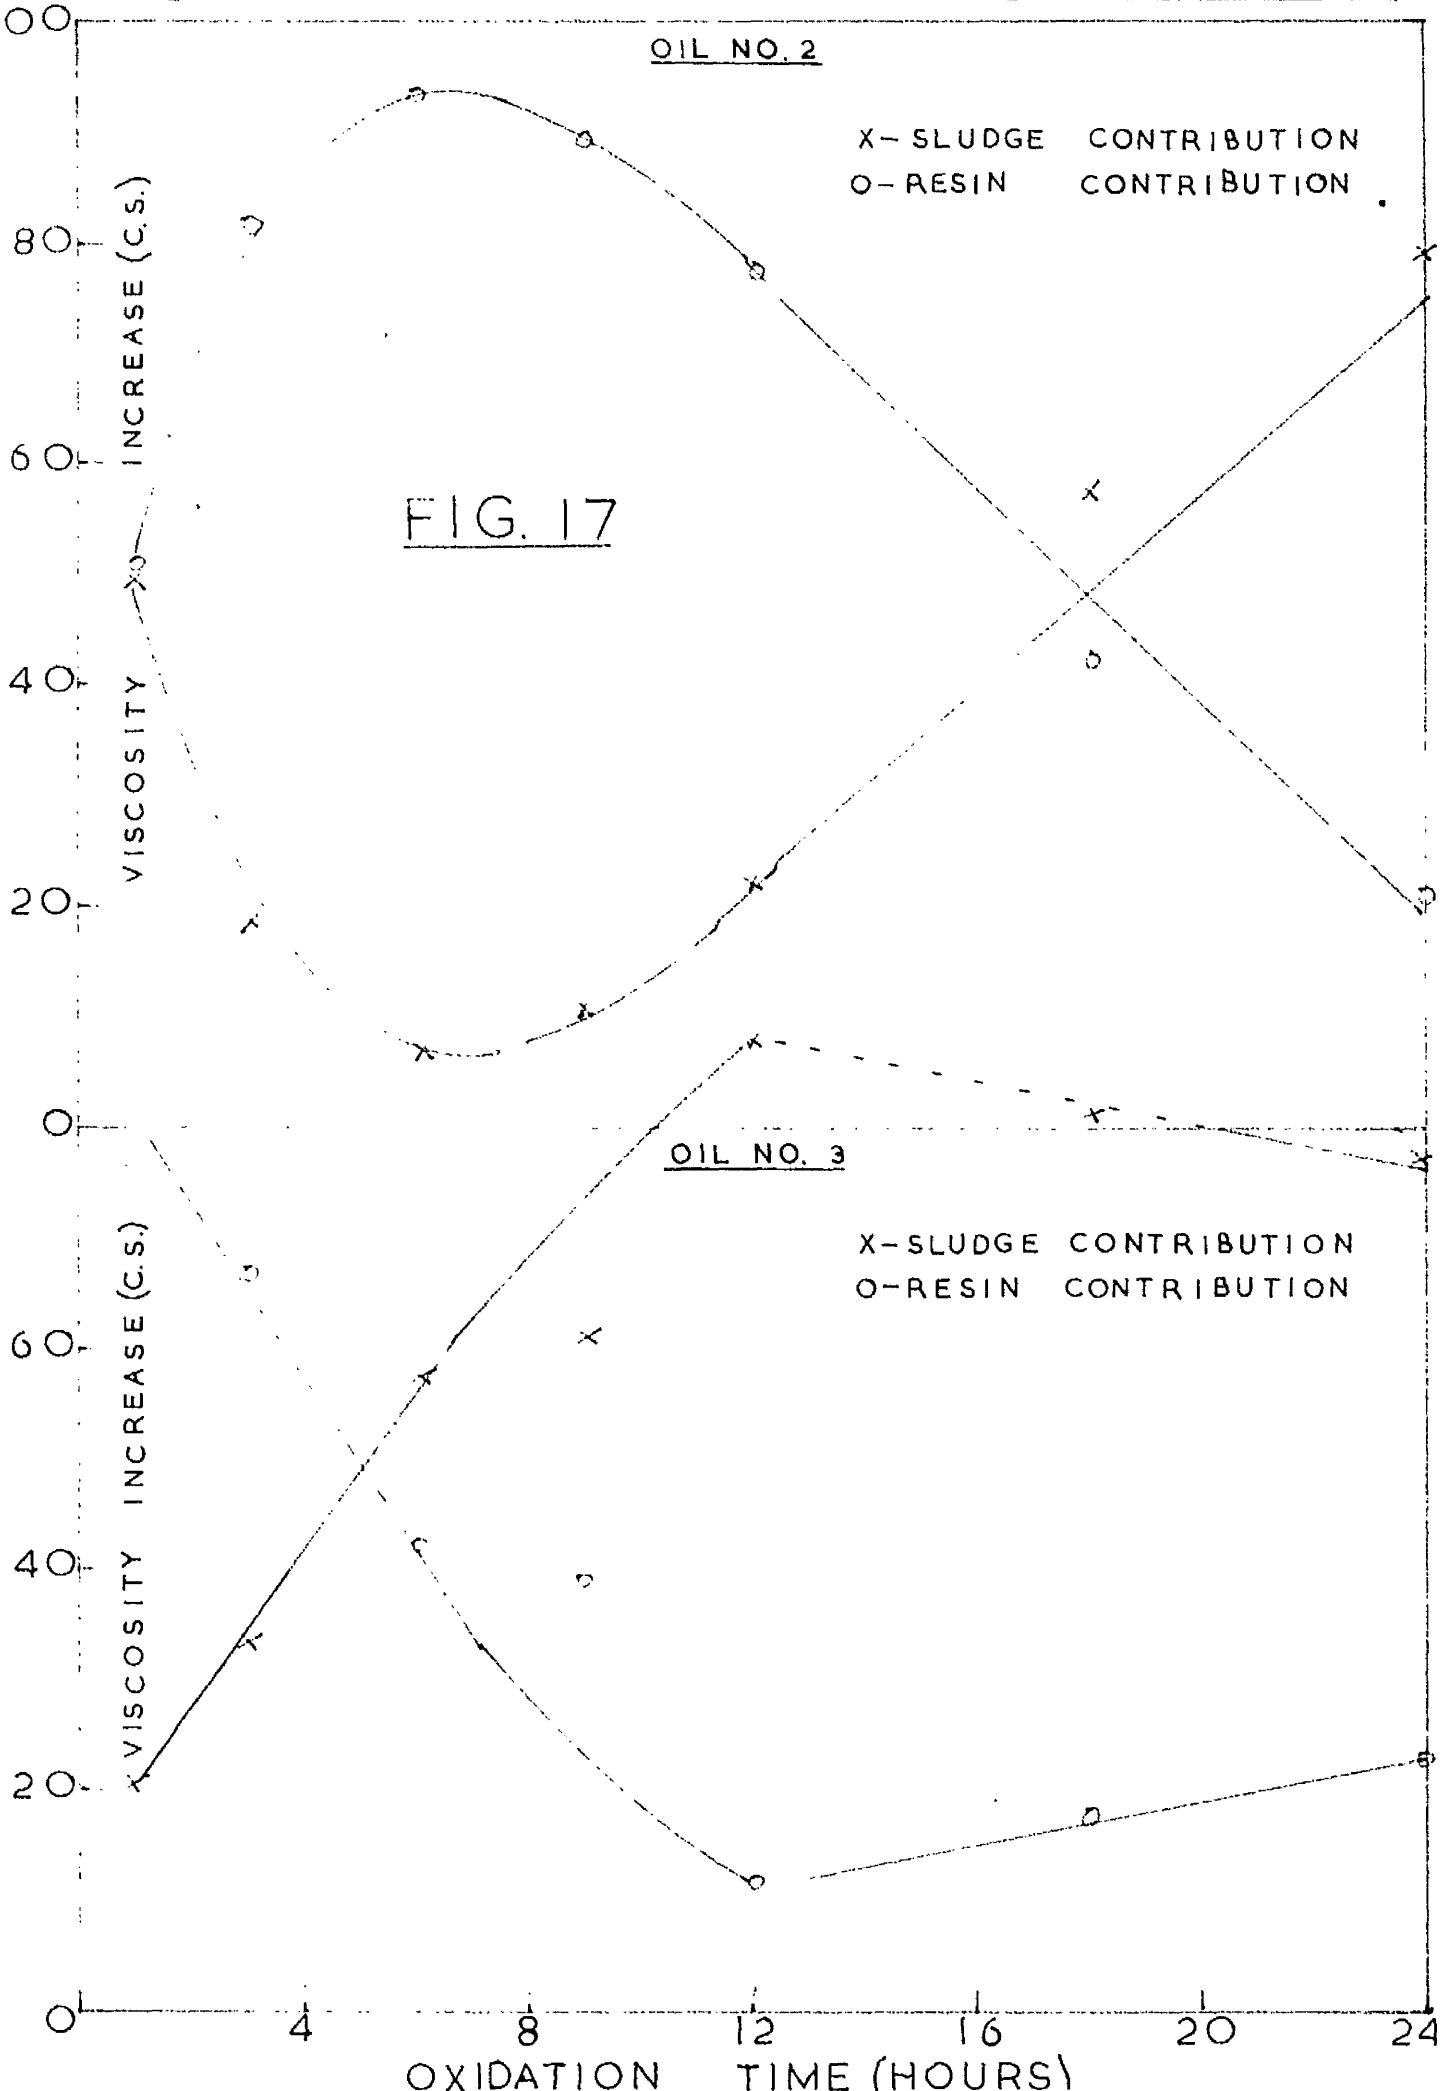 00
OIL NO. 2
X-SLUDGE CONTRIBUTION
O-RESIN CONTRIBUTION
80
60
40
20
0
VISCOSITY INCREASE (C.S.)
FIG. 17
OIL NO. 3
X-SLUDGE CONTRIBUTION
O-RESIN CONTRIBUTION
60
40
20
0
VISCOSITY INCREASE (C.S.)
4 8 12 16 20 24
OXIDATION TIME (HOURS)